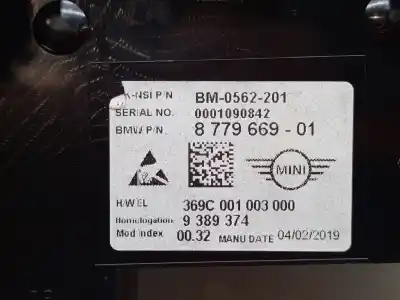 K-NSI P/N BM-0562-201
SERIAL NO. 0001090842
BMW P/N. 8 779 669 - 01
MINI
H/W EL 369C 001 003 000
Homologation 9 389 374
Mod Index 00.32 MANU DATE 04/02/2019